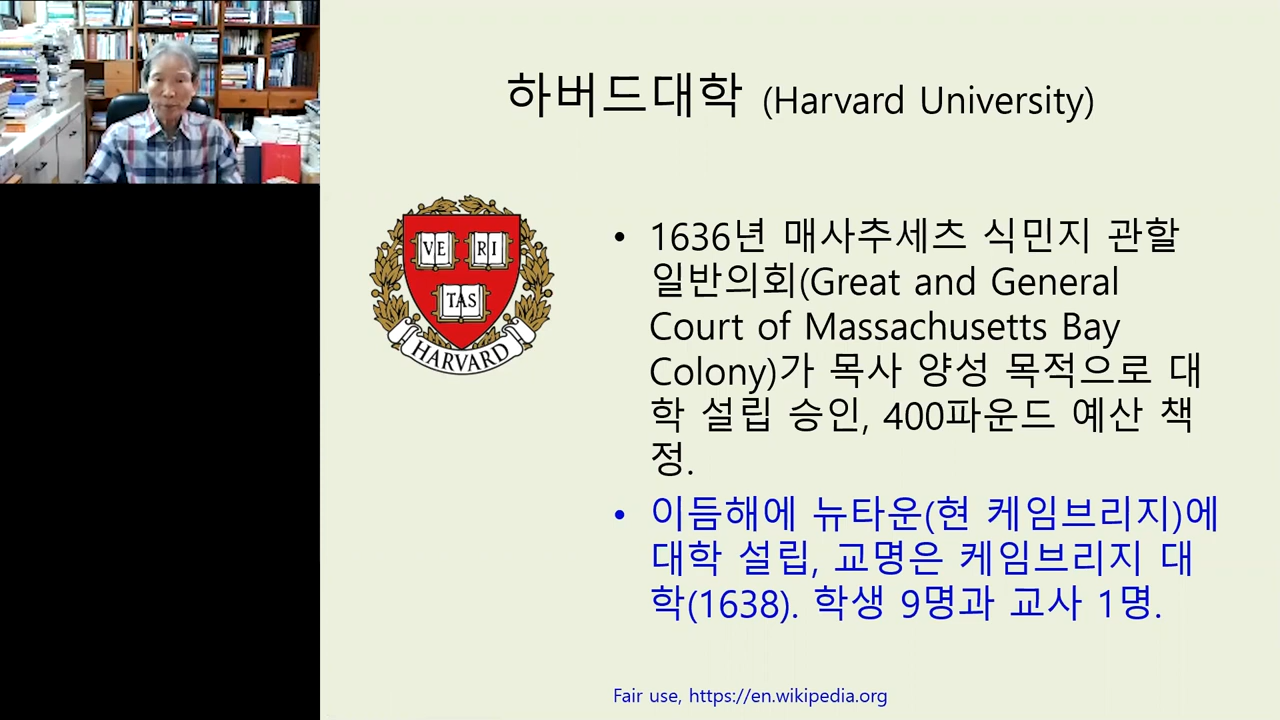 하버드대학 (Harvard University)
VE RI
TAS
HARVARD
• 1636년 매사추세츠 식민지 관할
일반의회(Great and General
Court of Massachusetts Bay
Colony)가 목사 양성 목적으로 대
학 설립 승인, 400파운드 예산 책
정.
• 이듬해에 뉴타운(현 케임브리지)에
대학 설립, 교명은 케임브리지 대
학(1638). 학생 9명과 교사 1명.
Fair use, https://en.wikipedia.org